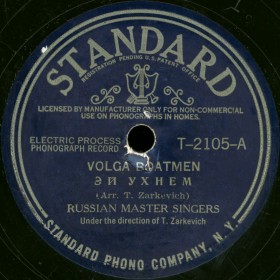 STANDARD
REGISTRATION PENDING U.S. PATENT OFFICE
LICENSED BY MANUFACTURER ONLY FOR NON-COMMERCIAL
USE ON PHONOGRAPHS IN HOMES.
ELECTRIC PROCESS
PHONOGRAPH RECORD
T-2105-A
VOLGA BOATMEN
ЭЙ УХНЕМ
(Arr. T. Zarkevich)
RUSSIAN MASTER SINGERS
Under the direction of T. Zarkevich
STANDARD PHONO COMPANY, N.Y.